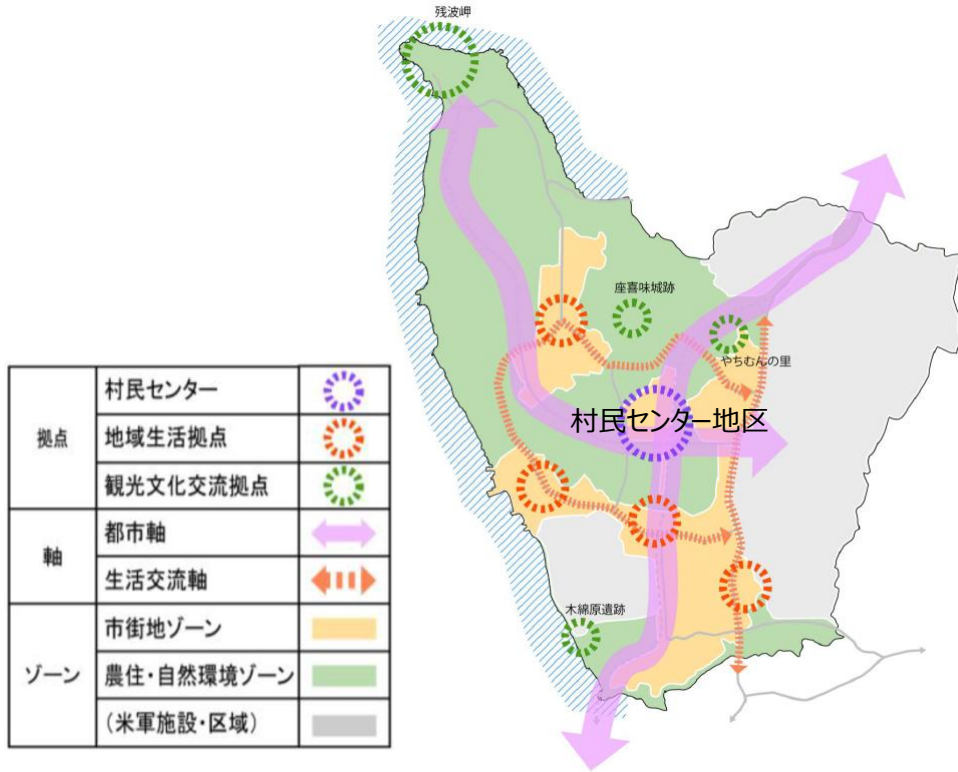 残波岬
座喜味城跡
やちむんの里
村民センター地区
木綿原遺跡
拠点
村民センター
地域生活拠点
観光文化交流拠点
軸
都市軸
生活交流軸
ゾーン
市街地ゾーン
農住・自然環境ゾーン
(米軍施設・区域)